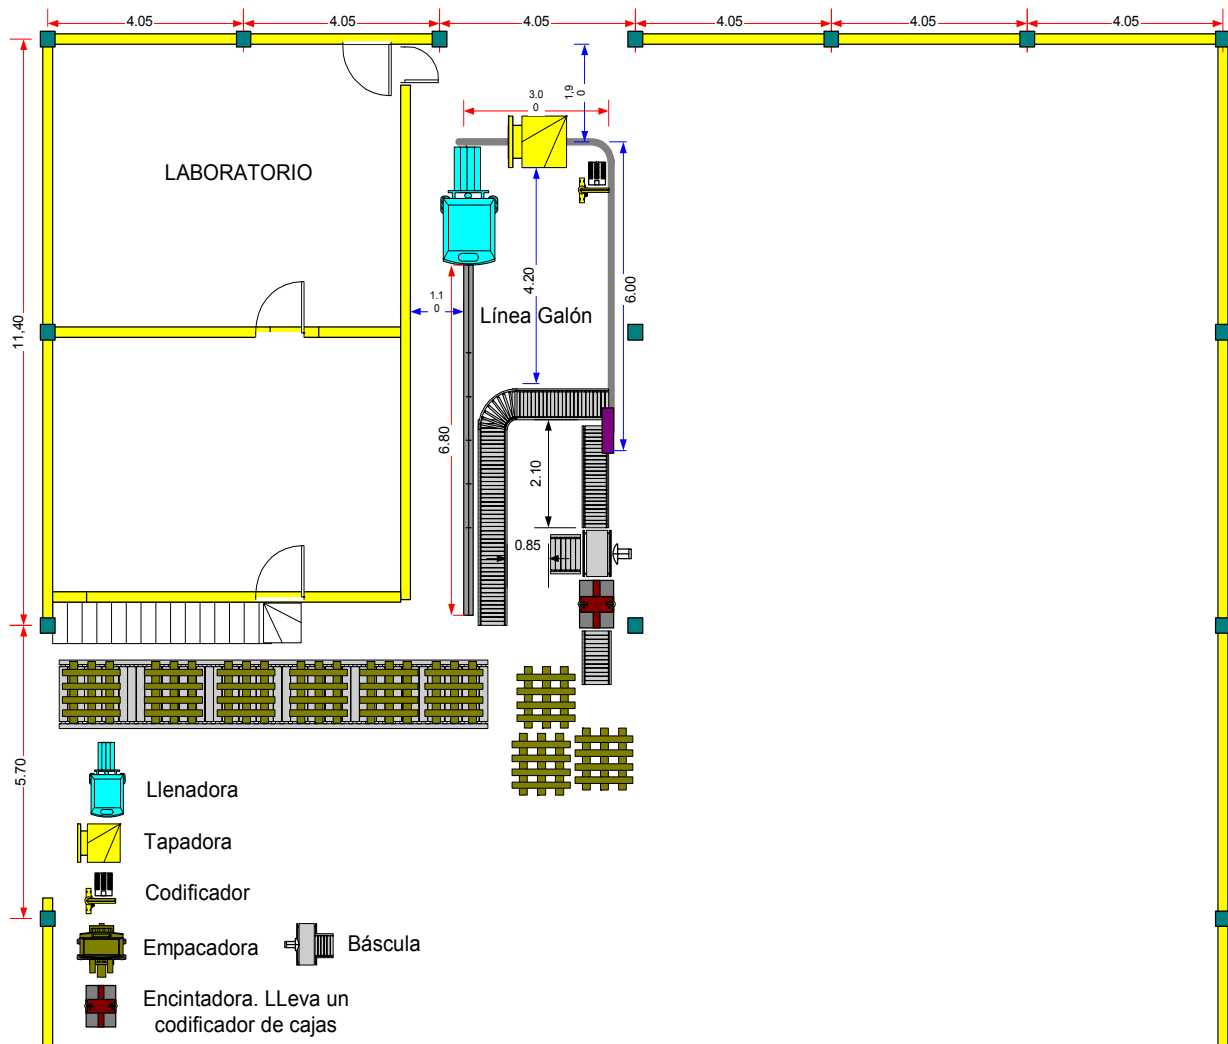 4.05
4.05
4.05
4.05
4.05
4.05
3.0
0
1,9
0
LABORATORIO
11,40
4.20
6.00
1.1
0
Línea Galón
6.80
2.10
0.85
5.70
Llenadora
Tapadora
Codificador
Empacadora
Báscula
Encintadora. LLeva un
codificador de cajas